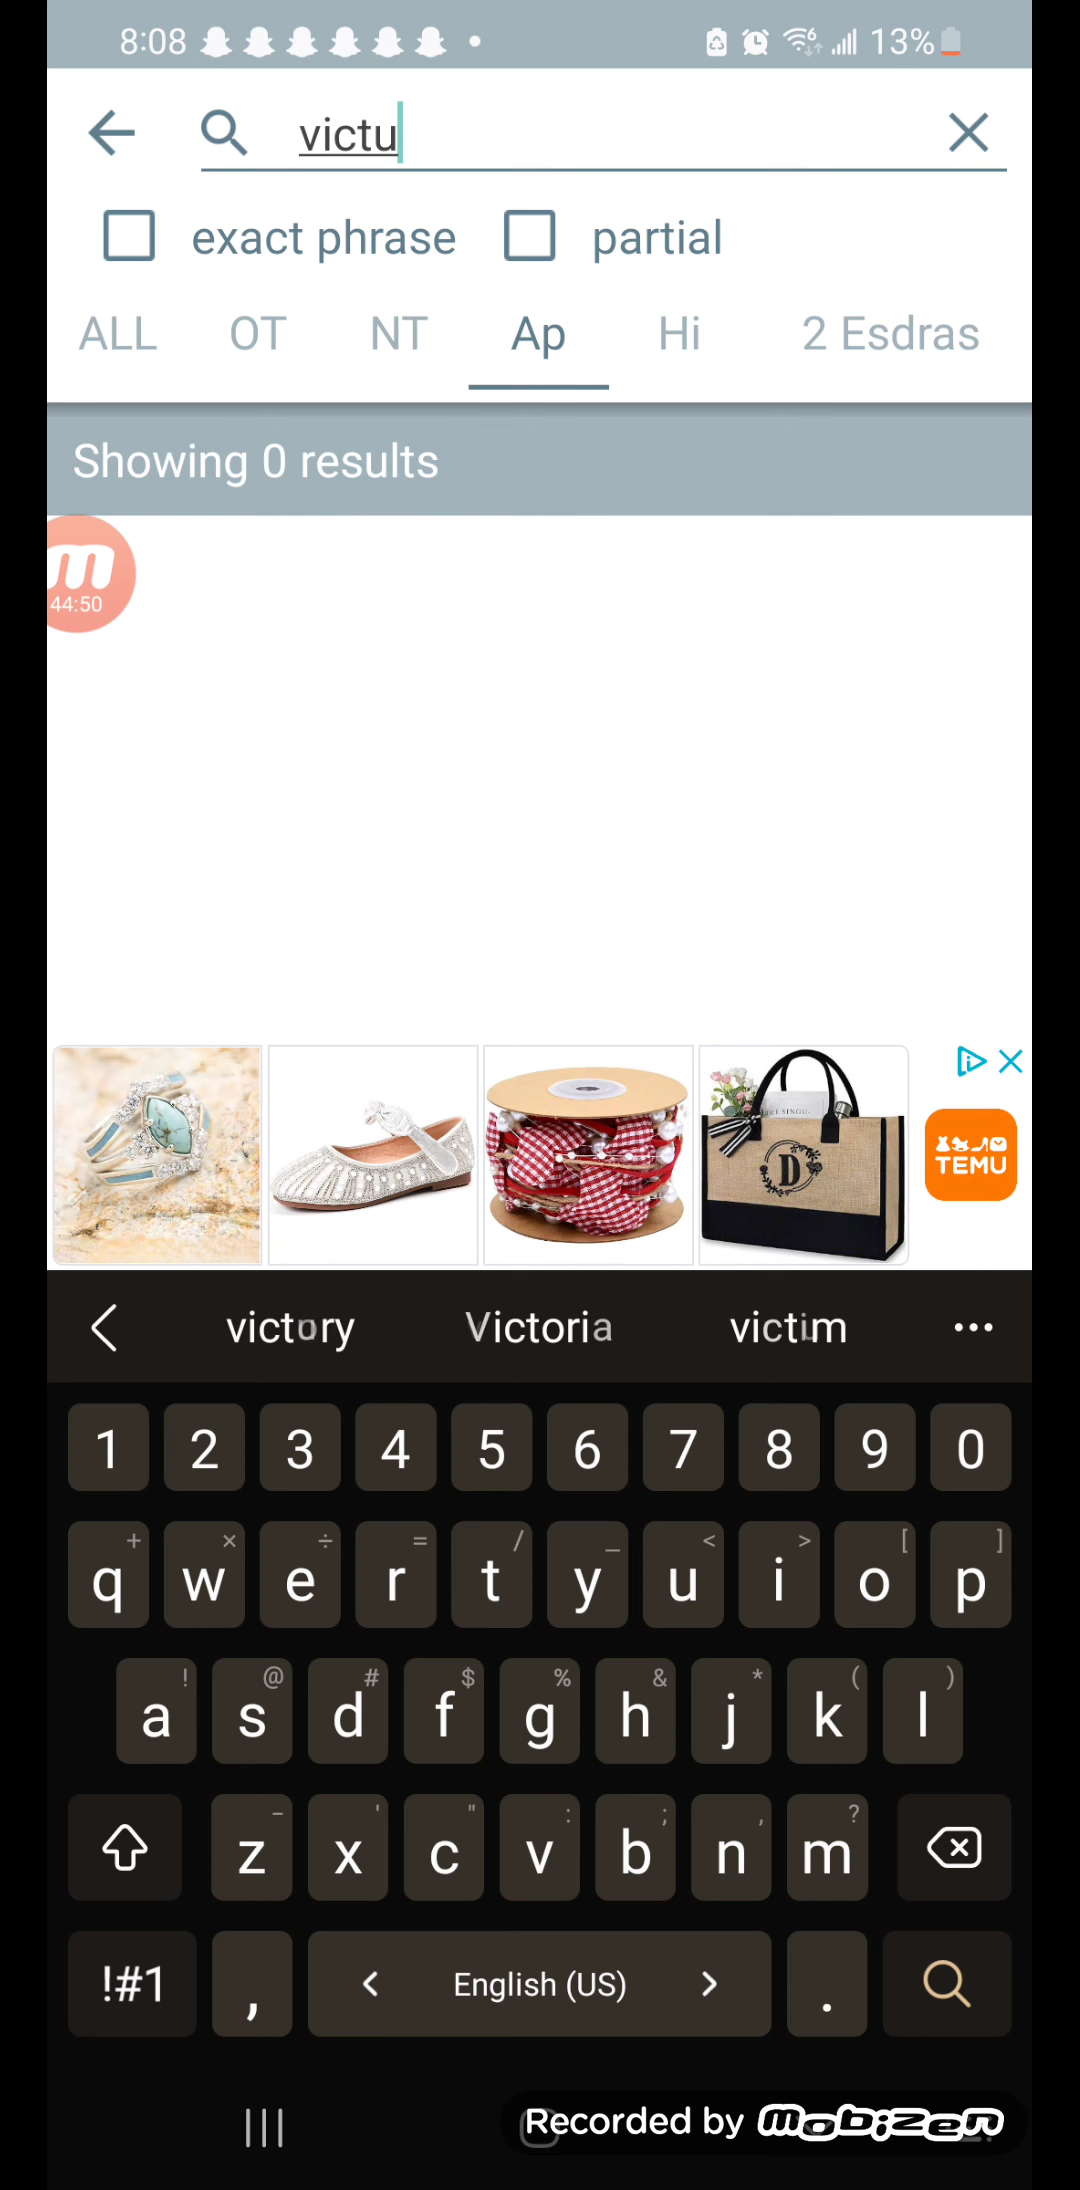 8:08 13%
victu
exact phrase partial
ALL OT NT Ap Hi 2 Esdras
Showing 0 results
m
44:50
D
TEMU
victory Victoria victim ...
1 2 3 4 5 6 7 8 9 0
+ × ÷ = / _ < > [ ]
q w e r t y u i o p
! @ # $ % & * ( )
a s d f g h j k l
- ' " : ; , ?
z x c v b n m
!#1 , < English (US) > .
Recorded by mobizen